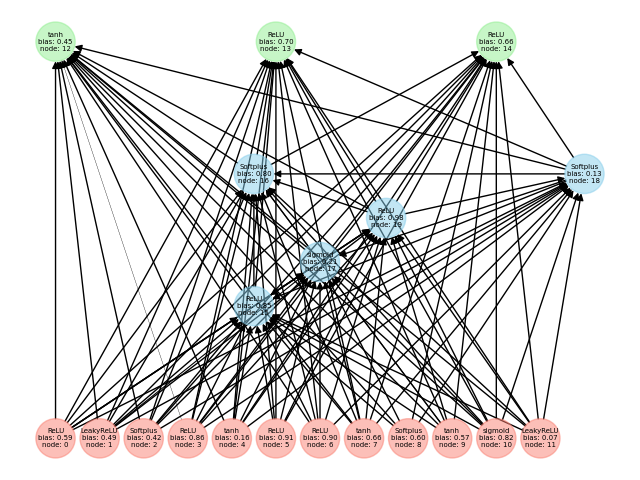 tanh
bias: 0.45
node: 12
ReLU
bias: 0.70
node: 13
ReLU
bias: 0.66
node: 14
Softplus
bias: 0.80
node: 16
Softplus
bias: 0.13
node: 18
ReLU
bias: 0.98
node: 19
sigmoid
bias: 0.21
node: 17
ReLU
bias: 0.85
node: 15
ReLU
bias: 0.59
node: 0
LeakyReLU
bias: 0.49
node: 1
Softplus
bias: 0.42
node: 2
ReLU
bias: 0.86
node: 3
tanh
bias: 0.16
node: 4
ReLU
bias: 0.91
node: 5
ReLU
bias: 0.90
node: 6
tanh
bias: 0.66
node: 7
Softplus
bias: 0.60
node: 8
tanh
bias: 0.57
node: 9
sigmoid
bias: 0.82
node: 10
LeakyReLU
bias: 0.07
node: 11